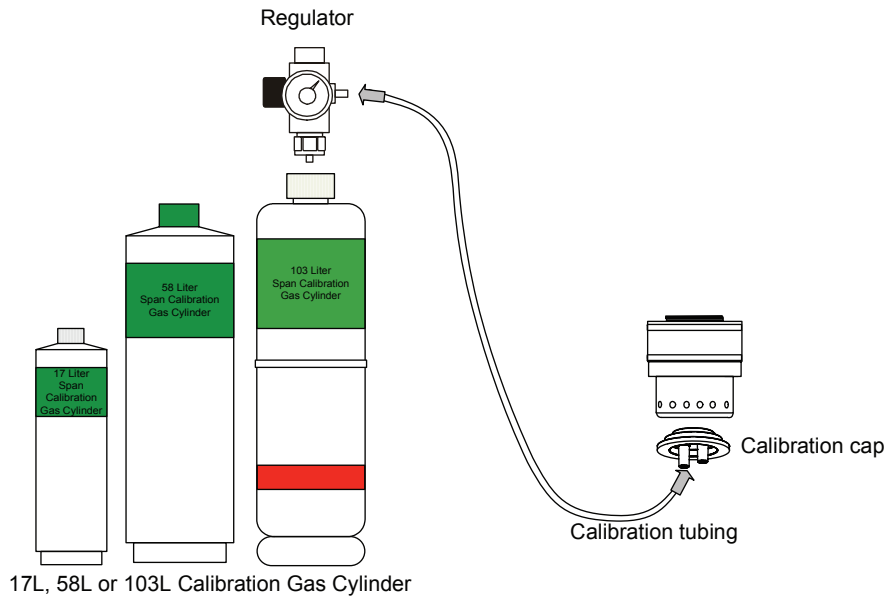 Regulator
103 Liter
Span Calibration
Gas Cylinder
58 Liter
Span Calibration
Gas Cylinder
17 Liter
Span
Calibration
Gas Cylinder
Calibration cap
Calibration tubing
17L, 58L or 103L Calibration Gas Cylinder